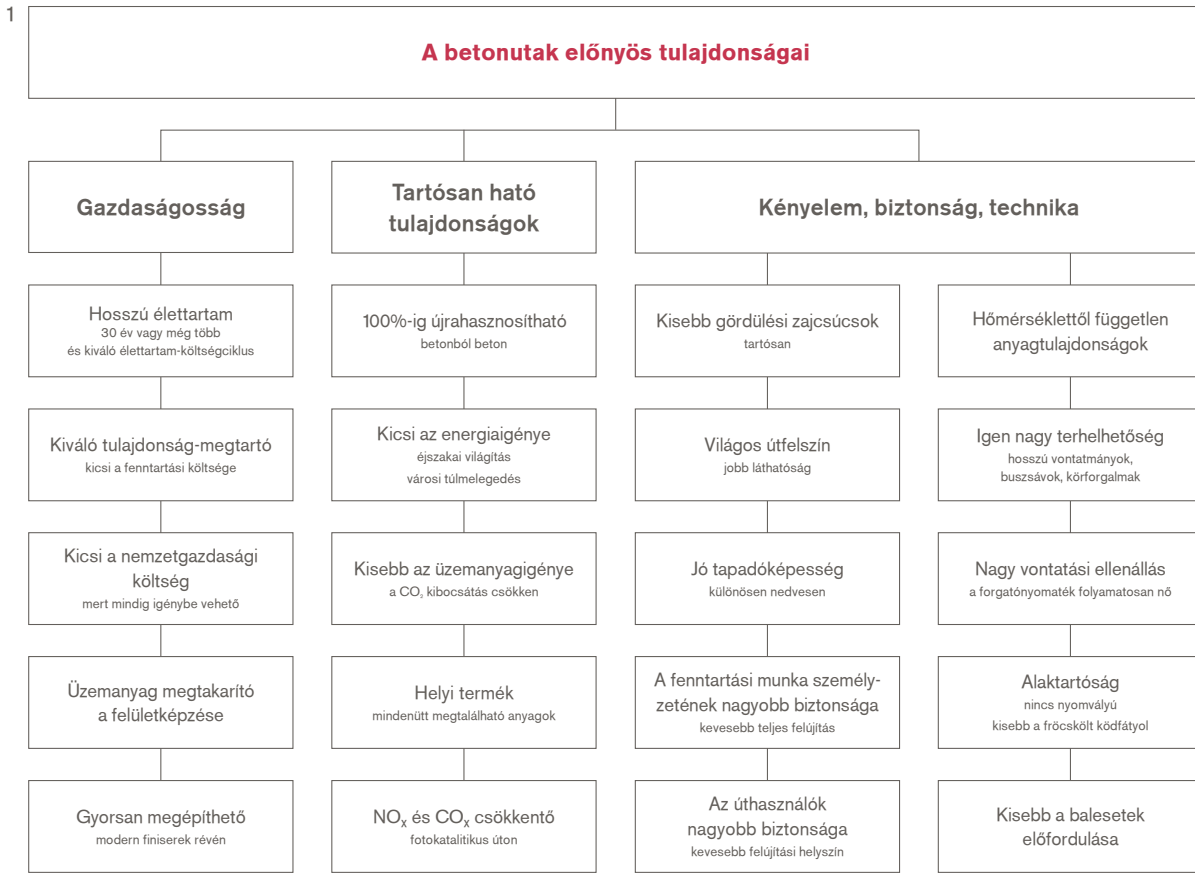 1
A betonutak előnyös tulajdonságai
Gazdaságosság
Tartósan ható
tulajdonságok
Kényelem, biztonság, technika
Hosszú élettartam
30 év vagy még több
és kiváló élettartam-költségciklus
100%-ig újrahasznosítható
betonból beton
Kisebb gördülési zajcsúcsok
tartósan
Hőmérséklettől független
anyagtulajdonságok
Kiváló tulajdonság-megtartó
kicsi a fenntartási költsége
Kicsi az energiaigénye
éjszakai világítás
városi túlmelegedés
Világos útfelszín
jobb láthatóság
Igen nagy terhelhetőség
hosszú vontatmányok,
buszsávok, körforgalmak
Kicsi a nemzetgazdasági
költség
mert mindig igénybe vehető
Kisebb az üzemanyagigénye
a CO₂ kibocsátás csökken
Jó tapadóképesség
különösen nedvesen
Nagy vontatási ellenállás
a forgatónyomaték folyamatosan nő
Üzemanyag megtakarító
a felületképzése
Helyi termék
mindenütt megtalálható anyagok
A fenntartási munka személy-
zetének nagyobb biztonsága
kevesebb teljes felújítás
Alaktartóság
nincs nyomvályú
kisebb a fröcskölt ködfátyol
Gyorsan megépíthető
modern finiserek révén
NOₓ és COₓ csökkentő
fotokatalitikus úton
Az úthasználók
nagyobb biztonsága
kevesebb felújítási helyszín
Kisebb a balesetek
előfordulása